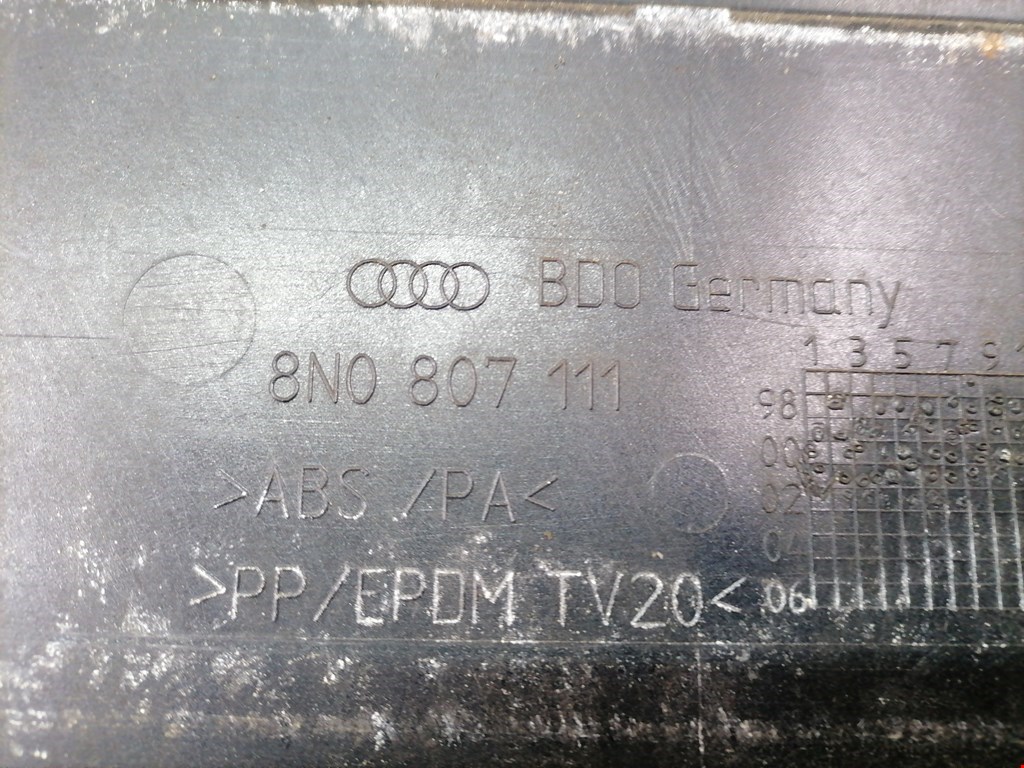 BDO Germany
8N0 807 111
1 3 5 7 9 1
98
00
>ABS /PA<
02
04
>PP/EPDM TV20<
06